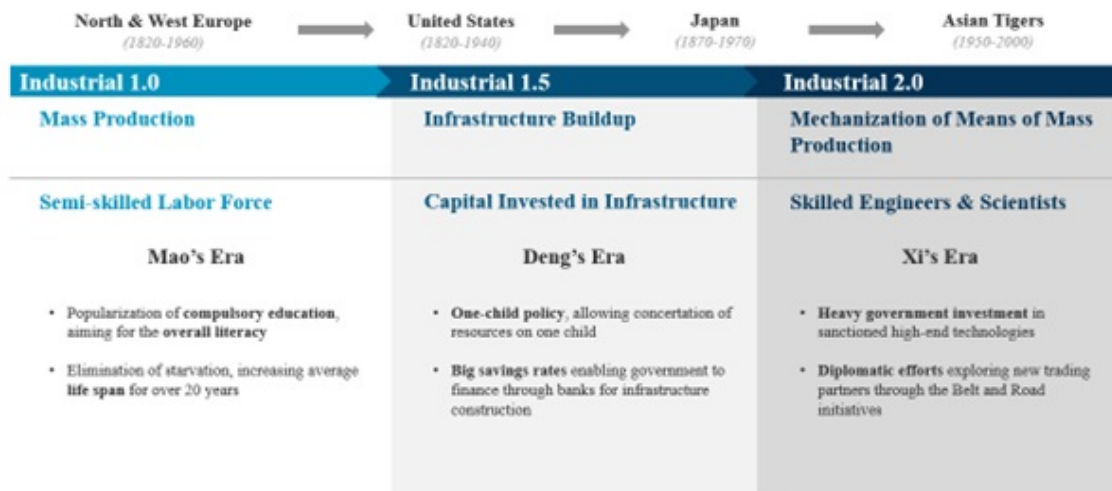 North & West Europe
(1820-1960)
United States
(1820-1940)
Japan
(1870-1970)
Asian Tigers
(1950-2000)
Industrial 1.0
Industrial 1.5
Industrial 2.0
Mass Production
Infrastructure Buildup
Mechanization of Means of Mass
Production
Semi-skilled Labor Force
Capital Invested in Infrastructure
Skilled Engineers & Scientists
Mao's Era
• Popularization of compulsory education,
aiming for the overall literacy
• Elimination of starvation, increasing average
life span for over 20 years
Deng's Era
• One-child policy, allowing concertation of
resources on one child
• Big savings rates enabling government to
finance through banks for infrastructure
construction
Xi's Era
• Heavy government investment in
sanctioned high-end technologies
• Diplomatic efforts exploring new trading
partners through the Belt and Road
initiatives